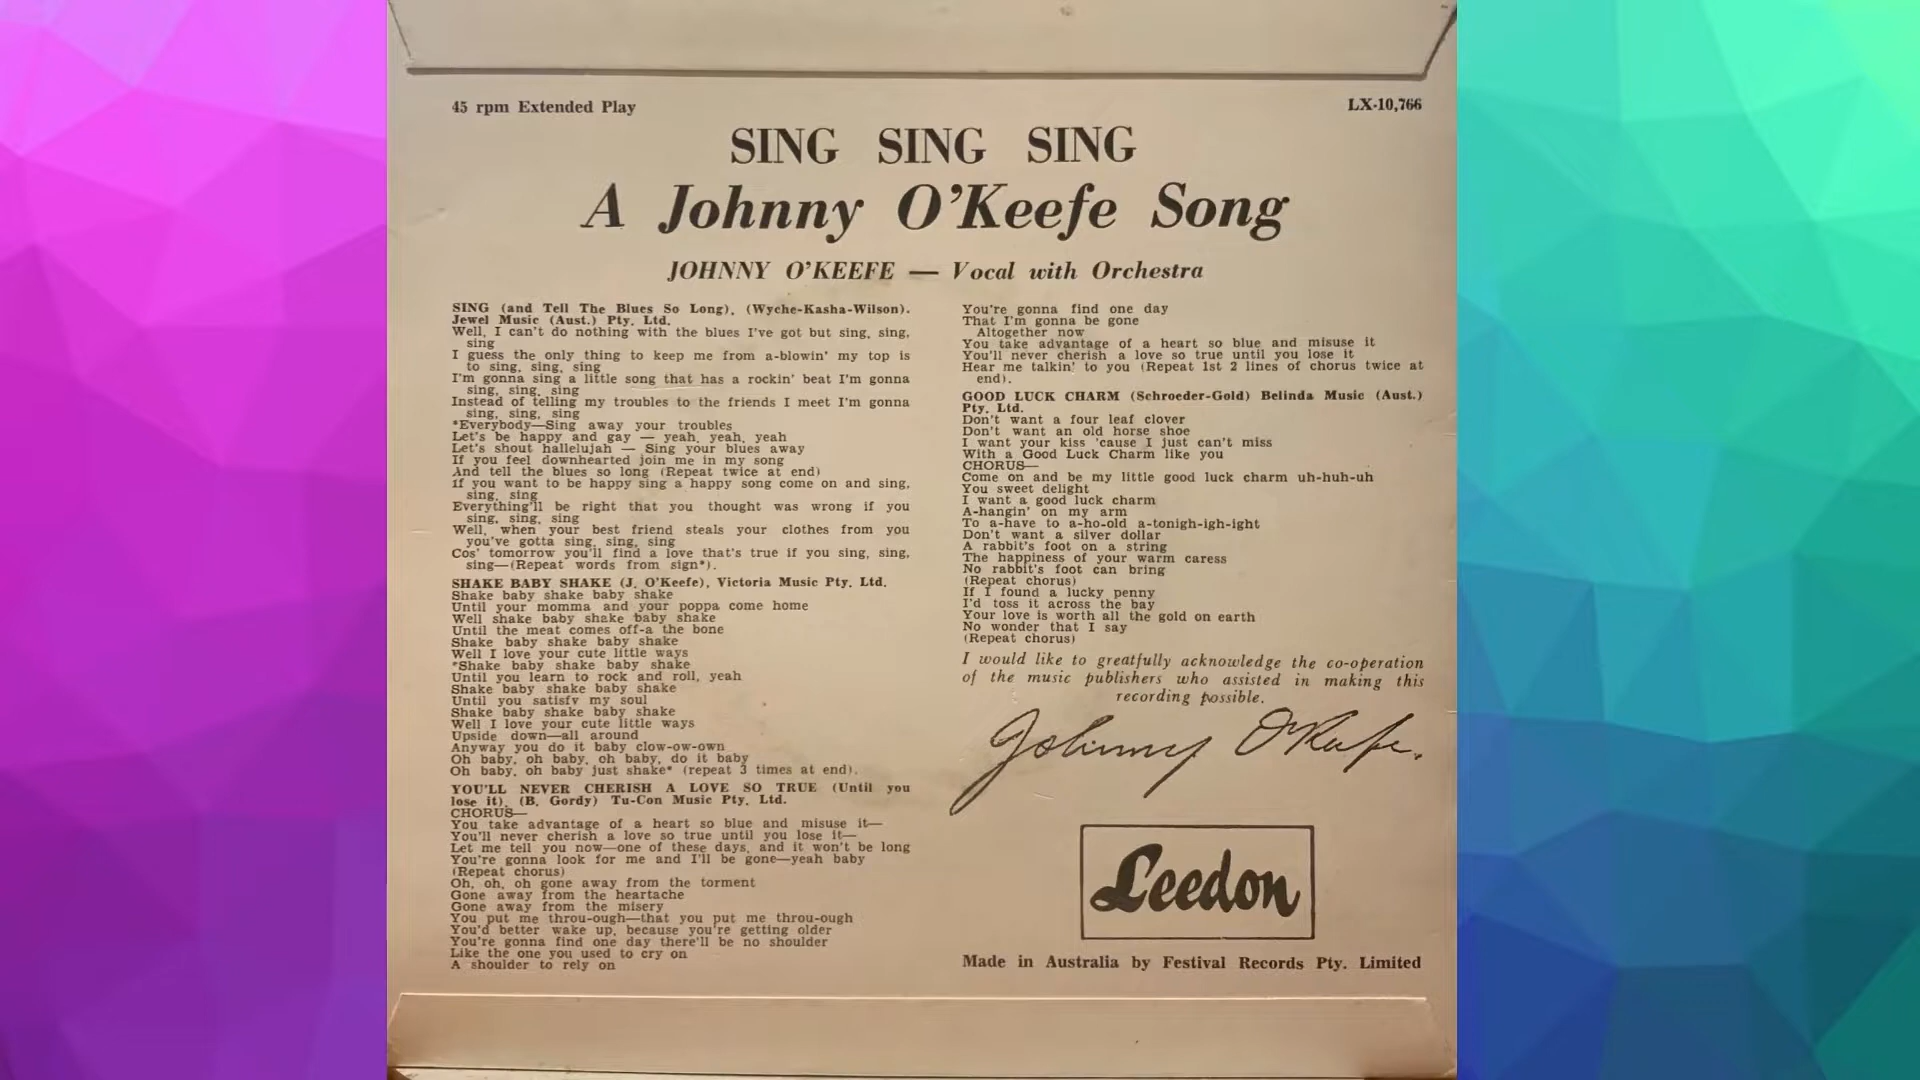 45 rpm Extended Play
LX-10,766
SING SING SING
A Johnny O'Keefe Song
JOHNNY O'KEEFE — Vocal with Orchestra
SING (and Tell The Blues So Long), (Wyche-Kasha-Wilson).
Jewel Music (Aust.) Pty. Ltd.
Well, I can't do nothing with the blues I've got but sing, sing,
sing
I guess the only thing to keep me from a-blowin' my top is
to sing, sing, sing
I'm gonna sing a little song that has a rockin' beat I'm gonna
sing, sing, sing
Instead of telling my troubles to the friends I meet I'm gonna
sing, sing, sing
*Everybody—Sing away your troubles
Let's be happy and gay — yeah, yeah, yeah
Let's shout hallelujah — Sing your blues away
If you feel downhearted join me in my song
And tell the blues so long (Repeat twice at end)
If you want to be happy sing a happy song come on and sing,
sing, sing
Everything'll be right that you thought was wrong if you
sing, sing, sing
Well, when your best friend steals your clothes from you
you've gotta sing, sing, sing
Cos' tomorrow you'll find a love that's true if you sing, sing,
sing—(Repeat words from sign*).
SHAKE BABY SHAKE (J. O'Keefe), Victoria Music Pty. Ltd.
Shake baby shake baby shake
Until your momma and your poppa come home
Well shake baby shake baby shake
Until the meat comes off-a the bone
Shake baby shake baby shake
Well I love your cute little ways
*Shake baby shake baby shake
Until you learn to rock and roll, yeah
Shake baby shake baby shake
Until you satisfy my soul
Shake baby shake baby shake
Well I love your cute little ways
Upside down—all around
Anyway you do it baby clow-ow-own
Oh baby, oh baby, oh baby, do it baby
Oh baby, oh baby just shake* (repeat 3 times at end).
YOU'LL NEVER CHERISH A LOVE SO TRUE (Until you
lose it), (B. Gordy) Tu-Con Music Pty. Ltd.
CHORUS—
You take advantage of a heart so blue and misuse it—
You'll never cherish a love so true until you lose it—
Let me tell you now—one of these days, and it won't be long
You're gonna look for me and I'll be gone—yeah baby
(Repeat chorus)
Oh, oh, oh gone away from the torment
Gone away from the heartache
Gone away from the misery
You put me throu-ough—that you put me throu-ough
You'd better wake up, because you're getting older
You're gonna find one day there'll be no shoulder
Like the one you used to cry on
A shoulder to rely on
You're gonna find one day
That I'm gonna be gone
Altogether now
You take advantage of a heart so blue and misuse it
You'll never cherish a love so true until you lose it
Hear me talkin' to you (Repeat 1st 2 lines of chorus twice at
end).
GOOD LUCK CHARM (Schroeder-Gold) Belinda Music (Aust.)
Pty. Ltd.
Don't want a four leaf clover
Don't want an old horse shoe
I want your kiss 'cause I just can't miss
With a Good Luck Charm like you
CHORUS—
Come on and be my little good luck charm uh-huh-uh
You sweet delight
I want a good luck charm
A-hangin' on my arm
To a-have to a-ho-old a-tonigh-igh-ight
Don't want a silver dollar
A rabbit's foot on a string
The happiness of your warm caress
No rabbit's foot can bring
(Repeat chorus)
If I found a lucky penny
I'd toss it across the bay
Your love is worth all the gold on earth
No wonder that I say
(Repeat chorus)
I would like to greatfully acknowledge the co-operation
of the music publishers who assisted in making this
recording possible.
Johnny O'Keefe.
Leedon
Made in Australia by Festival Records Pty. Limited